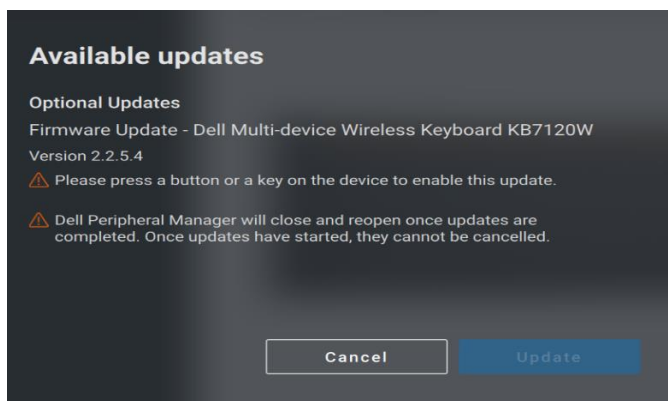 Available updates
Optional Updates
Firmware Update - Dell Multi-device Wireless Keyboard KB7120W
Version 2.2.5.4
Please press a button or a key on the device to enable this update.
Dell Peripheral Manager will close and reopen once updates are
completed. Once updates have started, they cannot be cancelled.
Cancel Update